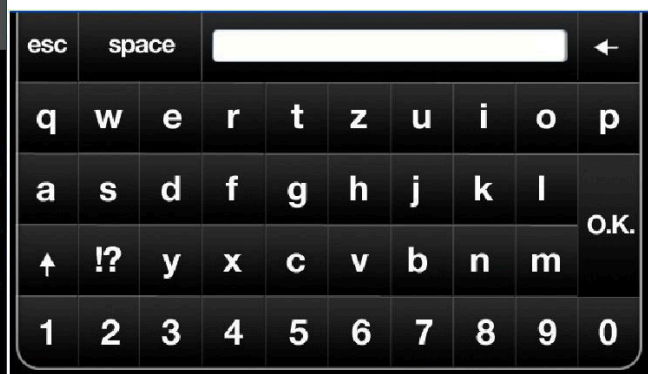 esc space ←
q w e r t z u i o p
a s d f g h j k l
O.K.
↑ !? y x c v b n m
1 2 3 4 5 6 7 8 9 0